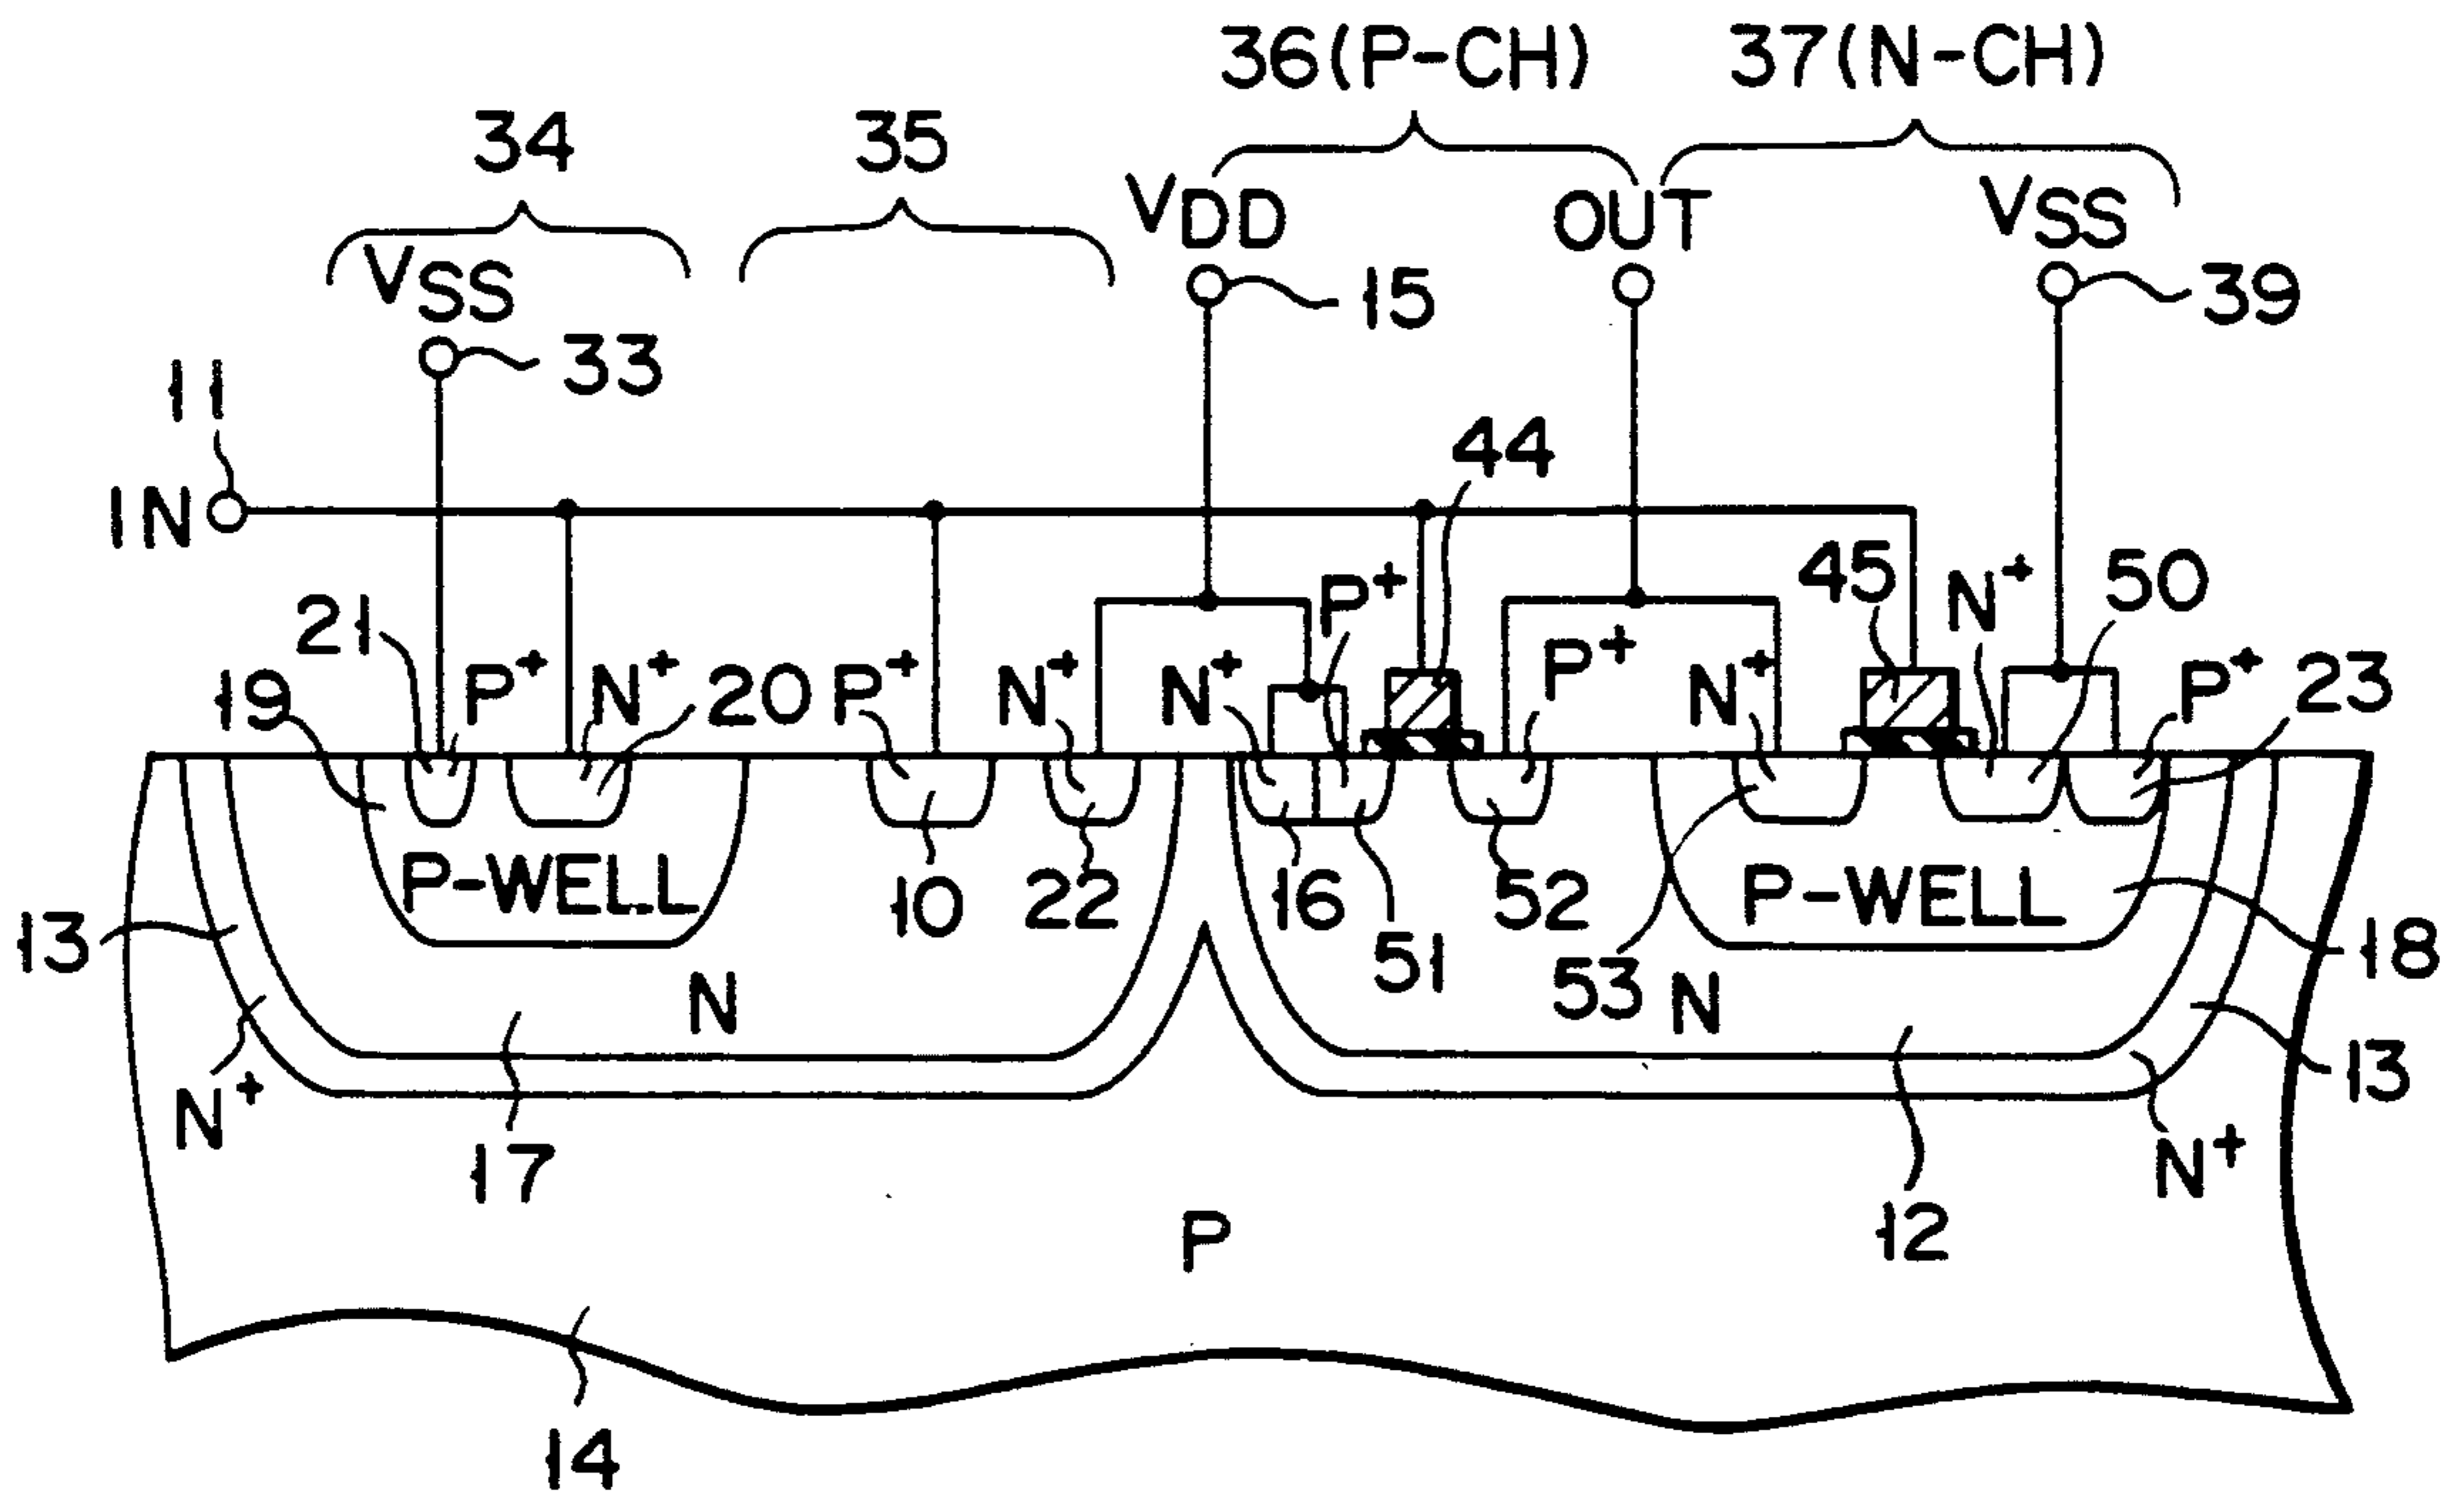 36(P-CH) 37(N-CH)
34 35
VDD OUT VSS
VSS 15 39
33
11
44
IN
45 N+ 50
P+
21
19 P+ N+ 20 P+ N+ N+ P+ N+ P+ 23
P-WELL 10 22 16 52 P-WELL
13 51 18
N 53 N
13
N+ N+
17
12
P
14